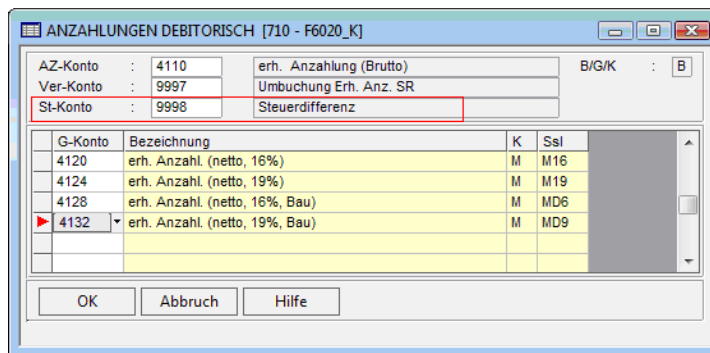 ANZAHLUNGEN DEBITORISCH [710 - F6020_K]
AZ-Konto : 4110 erh. Anzahlung (Brutto) B/G/K : B
Ver-Konto : 9997 Umbuchung Erh. Anz. SR
St-Konto : 9998 Steuerdifferenz
G-Konto Bezeichnung K Ssl
4120 erh. Anzahl. (netto, 16%) M M16
4124 erh. Anzahl. (netto, 19%) M M19
4128 erh. Anzahl. (netto, 16%, Bau) M MD6
4132 erh. Anzahl. (netto, 19%, Bau) M MD9
OK Abbruch Hilfe